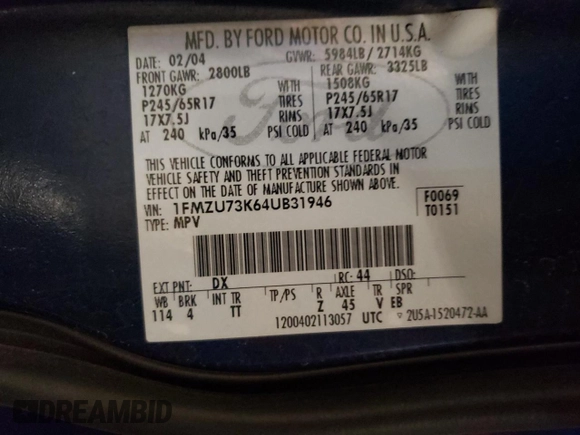 MFD. BY FORD MOTOR CO. IN U.S.A.
DATE: 02/04 GVWR: 5984LB/ 2714KG
FRONT GAWR: 2800LB REAR GAWR: 3325LB
1270KG WITH 1508KG WITH
P245/65R17 TIRES P245/65R17 TIRES
17X7.5J RIMS 17X7.5J RIMS
AT 240 kPa/35 PSI COLD AT 240 kPa/35 PSI COLD
Ford
THIS VEHICLE CONFORMS TO ALL APPLICABLE FEDERAL MOTOR
VEHICLE SAFETY AND THEFT PREVENTION STANDARDS IN
EFFECT ON THE DATE OF MANUFACTURE SHOWN ABOVE.
VIN: 1FMZU73K64UB31946 F0069
TYPE: MPV T0151
EXT PNT: DX RC: 44 DSO:
WB BRK INT TR TP/PS R AXLE TR SPR
114 4 TT Z 45 V EB
1200402113057 UTC 2U5A-1520472-AA
DREAMBID